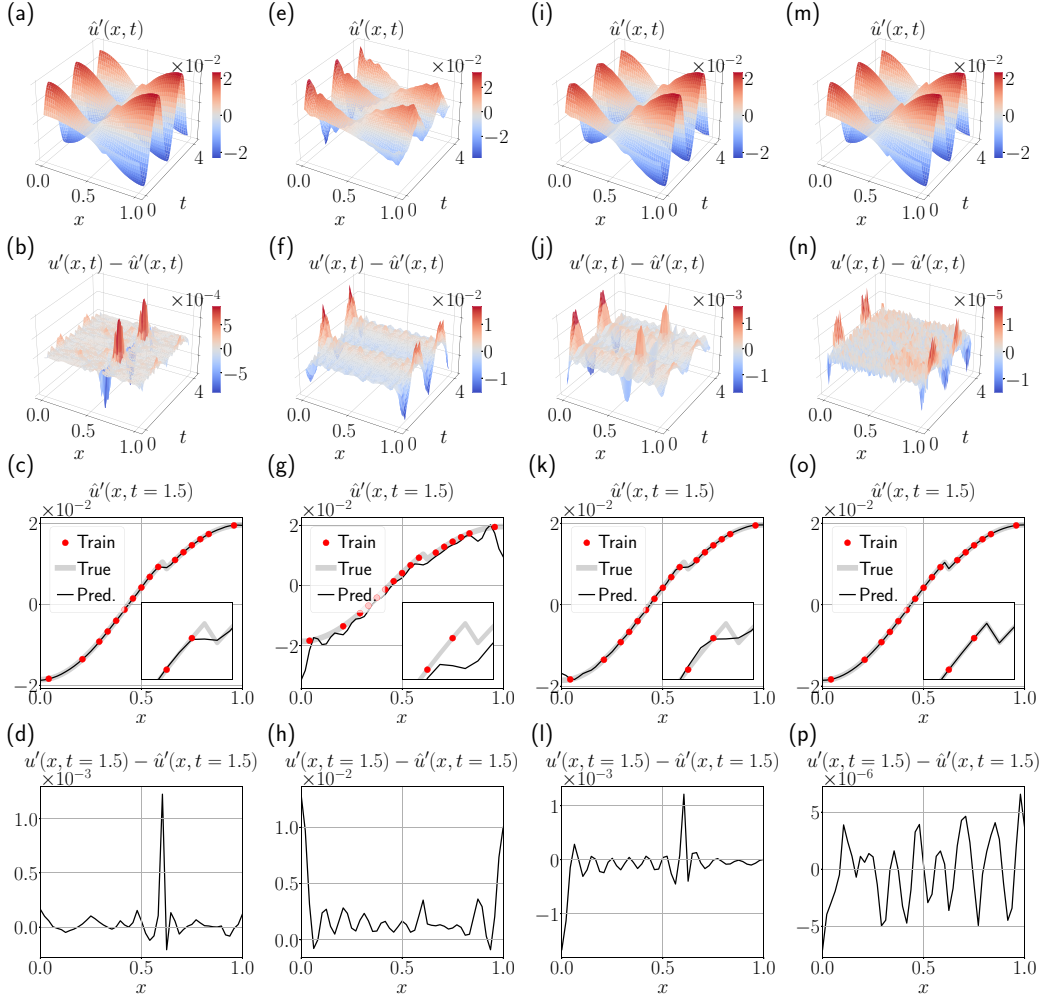 (a) (e) (i) (m)
û′(x, t) û′(x, t) û′(x, t) û′(x, t)
×10⁻² ×10⁻² ×10⁻² ×10⁻²
2 2 2 2
0 0 0 0
−2 −2 −2 −2
4 4 4 4
0.0 0.5 1.0 0 0.0 0.5 1.0 0 0.0 0.5 1.0 0 0.0 0.5 1.0 0
x t x t x t x t
(b) (f) (j) (n)
u′(x, t) − û′(x, t) u′(x, t) − û′(x, t) u′(x, t) − û′(x, t) u′(x, t) − û′(x, t)
×10⁻⁴ ×10⁻² ×10⁻³ ×10⁻⁵
5 1 1 1
0 0 0 0
−5 −1 −1 −1
4 4 4 4
0.0 0.5 1.0 0 0.0 0.5 1.0 0 0.0 0.5 1.0 0 0.0 0.5 1.0 0
x t x t x t x t
(c) (g) (k) (o)
û′(x, t = 1.5) û′(x, t = 1.5) û′(x, t = 1.5) û′(x, t = 1.5)
×10⁻² ×10⁻² ×10⁻² ×10⁻²
2 2 2 2
Train Train Train Train
True True True True
0 0 0 0
Pred. Pred. Pred. Pred.
−2 −2 −2 −2
0.0 0.5 1.0 0.0 0.5 1.0 0.0 0.5 1.0 0.0 0.5 1.0
x x x x
(d) (h) (l) (p)
u′(x, t = 1.5) − û′(x, t = 1.5) u′(x, t = 1.5) − û′(x, t = 1.5) u′(x, t = 1.5) − û′(x, t = 1.5) u′(x, t = 1.5) − û′(x, t = 1.5)
×10⁻³ ×10⁻² ×10⁻³ ×10⁻⁶
1.0 1.0 1 5
0.5 0.5 0 0
0.0 0.0 −1 −5
0.0 0.5 1.0 0.0 0.5 1.0 0.0 0.5 1.0 0.0 0.5 1.0
x x x x